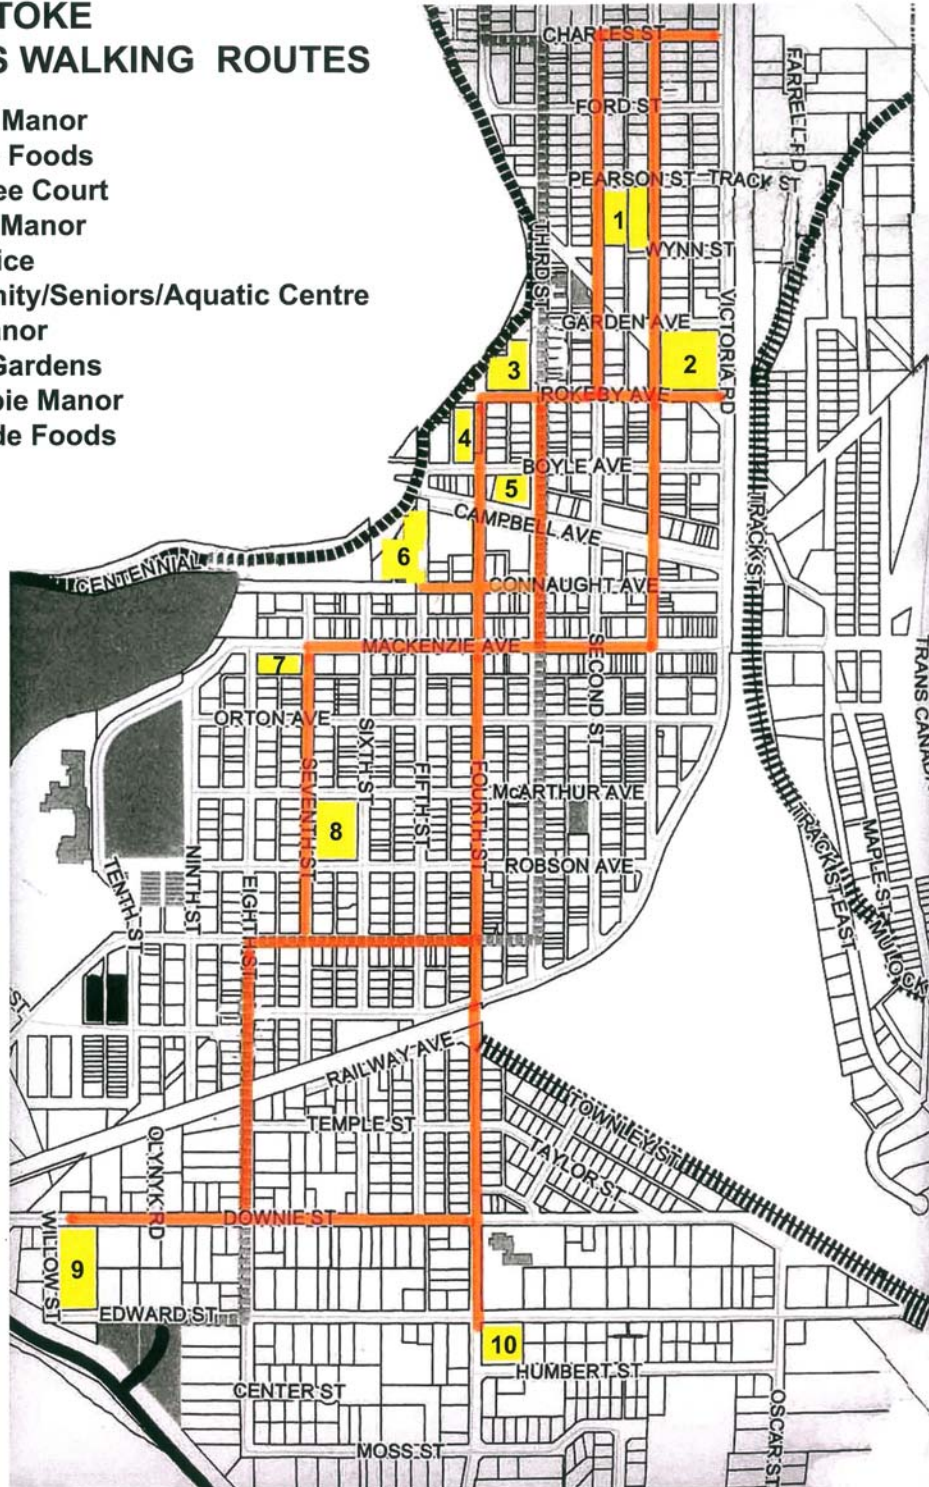 TOKE
S WALKING ROUTES
Manor
Foods
ee Court
Manor
ice
nity/Seniors/Aquatic Centre
anor
Gardens
bie Manor
de Foods
CHARLES ST
FARRELL RD
FORD ST
PEARSON ST
TRACK ST
1
WYNN ST
THIRD ST
VICTORIA RD
GARDEN AVE
3
2
ROKEBY AVE
4
BOYLE AVE
5
CAMPBELL AVE
TRACK ST
6
CENTENNIAL
CONNAUGHT AVE
MACKENZIE AVE
SECOND ST
7
TRANS CANADA
ORTON AVE
SIXTH ST
SEVENTH ST
FIFTH ST
FOURTH ST
McARTHUR AVE
8
TRACK ST EAST
MAPLE ST
MULOCK
ROBSON AVE
TENTH ST
NINTH ST
EIGHTH ST
ST
RAILWAY AVE
TOWNLEY ST
TEMPLE ST
OLYNYK RD
TAYLOR ST
DOWNIE ST
WILLOW ST
9
EDWARD ST
10
HUMBERT ST
CENTER ST
OSCAR ST
MOSS ST